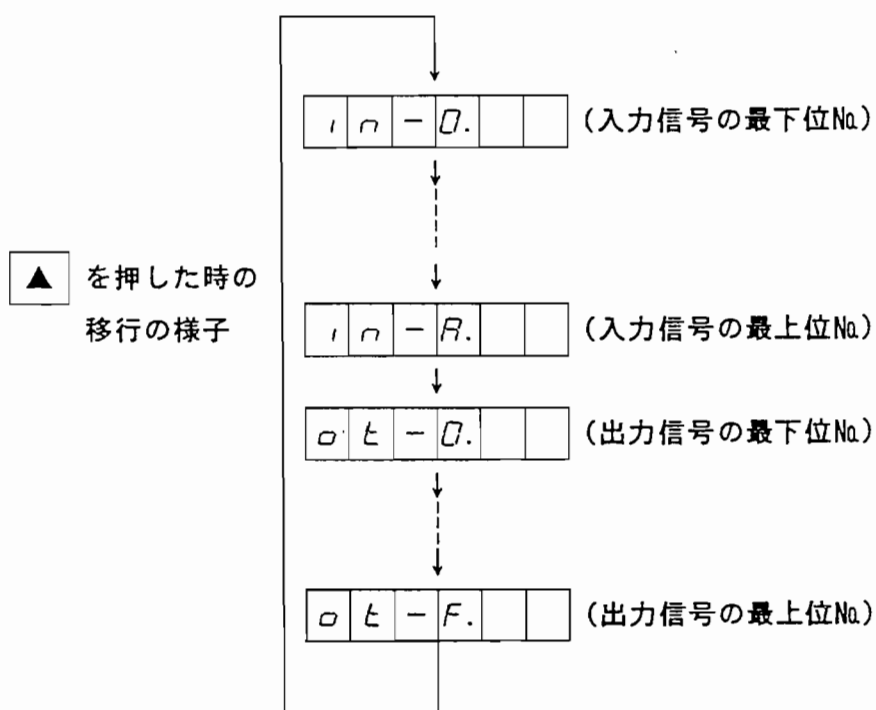 in-0. (入力信号の最下位No.)
▲ を押した時の
移行の様子
in-A. (入力信号の最上位No.)
ot-0. (出力信号の最下位No.)
ot-F. (出力信号の最上位No.)